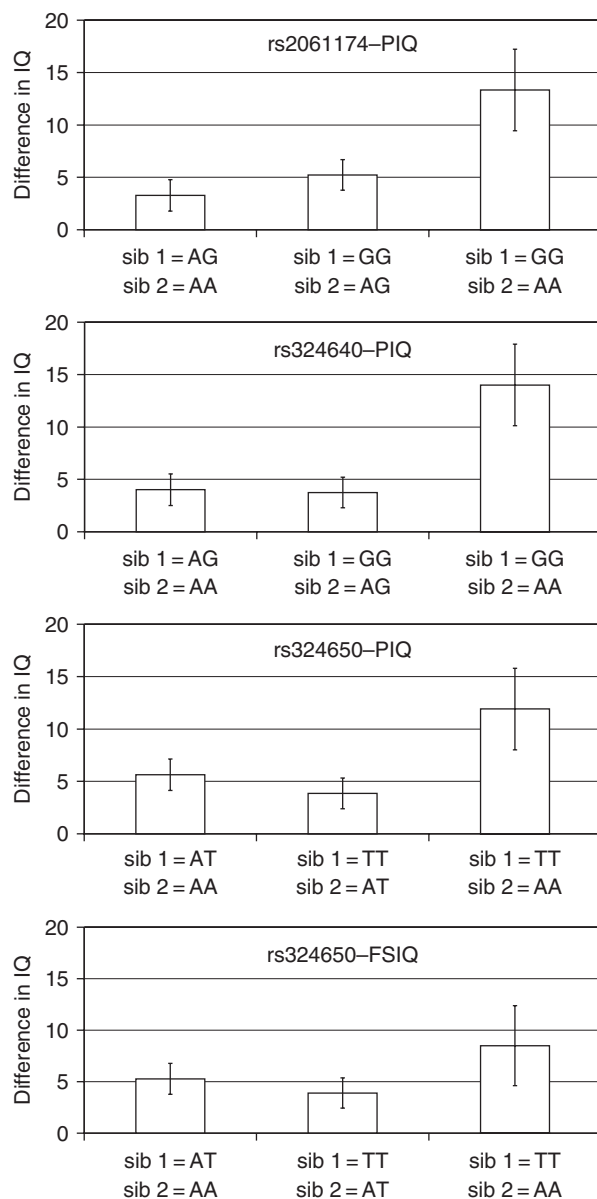 20
rs2061174–PIQ
15
10
5
0
Difference in IQ
sib 1 = AG sib 1 = GG sib 1 = GG
sib 2 = AA sib 2 = AG sib 2 = AA
20
rs324640–PIQ
15
10
5
0
Difference in IQ
sib 1 = AG sib 1 = GG sib 1 = GG
sib 2 = AA sib 2 = AG sib 2 = AA
20
rs324650–PIQ
15
10
5
0
Difference in IQ
sib 1 = AT sib 1 = TT sib 1 = TT
sib 2 = AA sib 2 = AT sib 2 = AA
20
rs324650–FSIQ
15
10
5
0
Difference in IQ
sib 1 = AT sib 1 = TT sib 1 = TT
sib 2 = AA sib 2 = AT sib 2 = AA